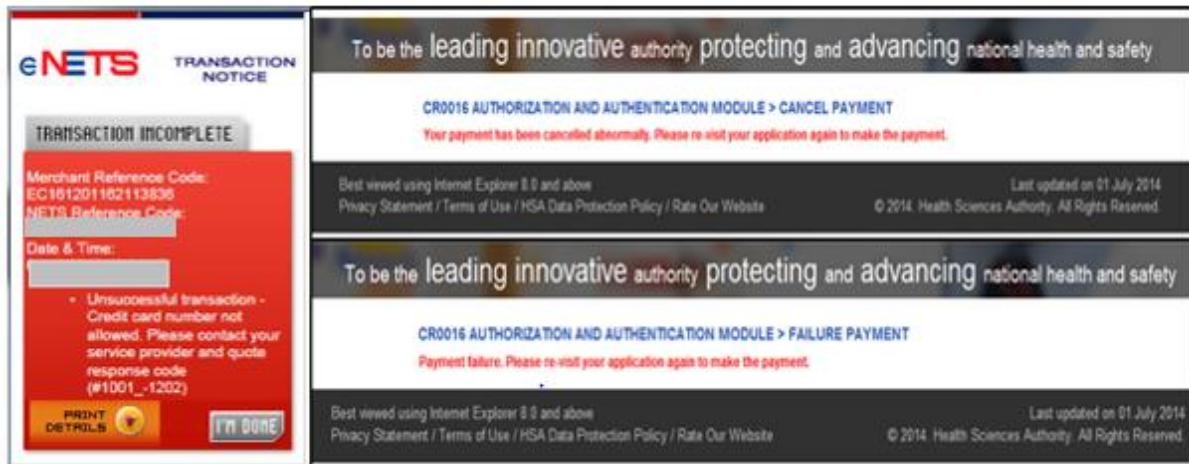 eNETS
TRANSACTION
NOTICE
TRANSACTION INCOMPLETE
Merchant Reference Code:
EC161201162113836
NETS Reference Code:
Date & Time:
• Unsuccessful transaction -
Credit card number not
allowed. Please contact your
service provider and quote
response code
(#1001_-1202)
PRINT
DETAILS
I'M DONE
To be the leading innovative authority protecting and advancing national health and safety
CR0016 AUTHORIZATION AND AUTHENTICATION MODULE > CANCEL PAYMENT
Your payment has been cancelled abnormally. Please re-visit your application again to make the payment.
Best viewed using Internet Explorer 8.0 and above
Last updated on 01 July 2014
Privacy Statement / Terms of Use / HSA Data Protection Policy / Rate Our Website
© 2014. Health Sciences Authority. All Rights Reserved.
To be the leading innovative authority protecting and advancing national health and safety
CR0016 AUTHORIZATION AND AUTHENTICATION MODULE > FAILURE PAYMENT
Payment failure. Please re-visit your application again to make the payment.
Best viewed using Internet Explorer 8.0 and above
Last updated on 01 July 2014
Privacy Statement / Terms of Use / HSA Data Protection Policy / Rate Our Website
© 2014. Health Sciences Authority. All Rights Reserved.